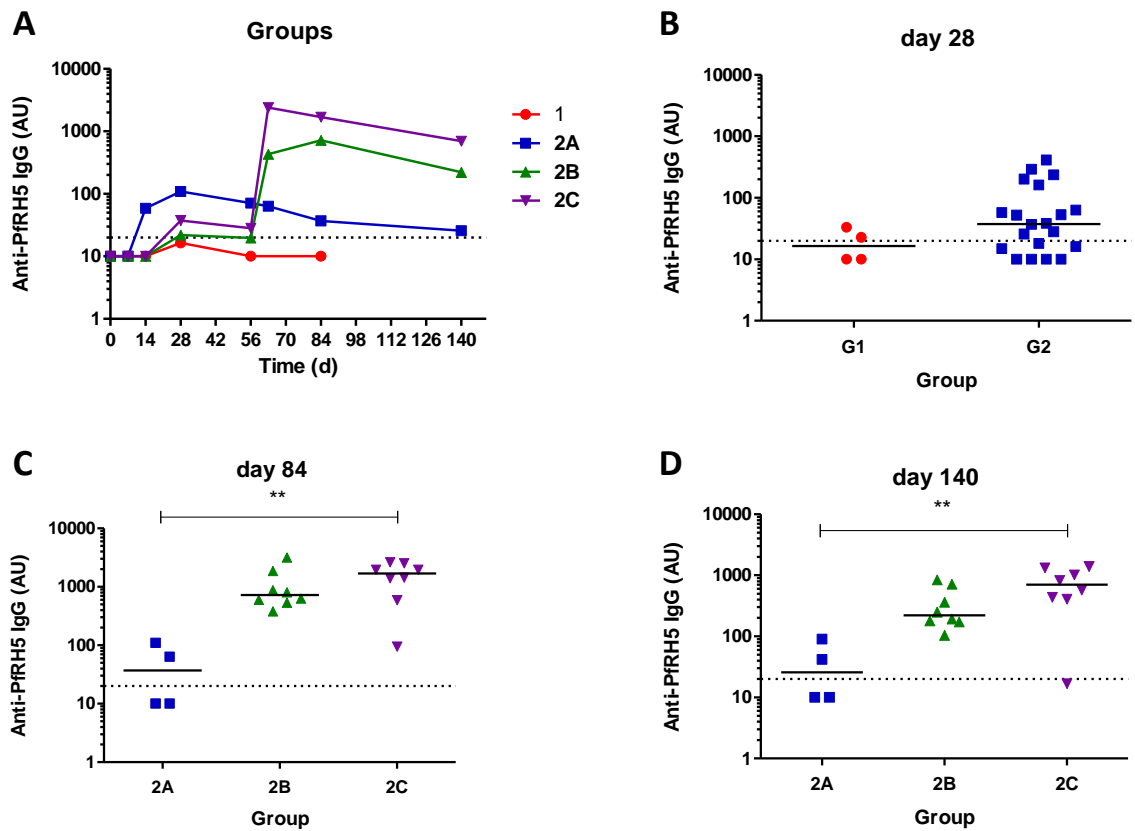 A
Groups
Anti-PfRH5 IgG (AU)
10000
1000
100
10
1
0 14 28 42 56 70 84 98 112 126 140
Time (d)
1
2A
2B
2C
B
day 28
Anti-PfRH5 IgG (AU)
10000
1000
100
10
1
G1 G2
Group
C
day 84
**
Anti-PfRH5 IgG (AU)
10000
1000
100
10
1
2A 2B 2C
Group
D
day 140
**
Anti-PfRH5 IgG (AU)
10000
1000
100
10
1
2A 2B 2C
Group